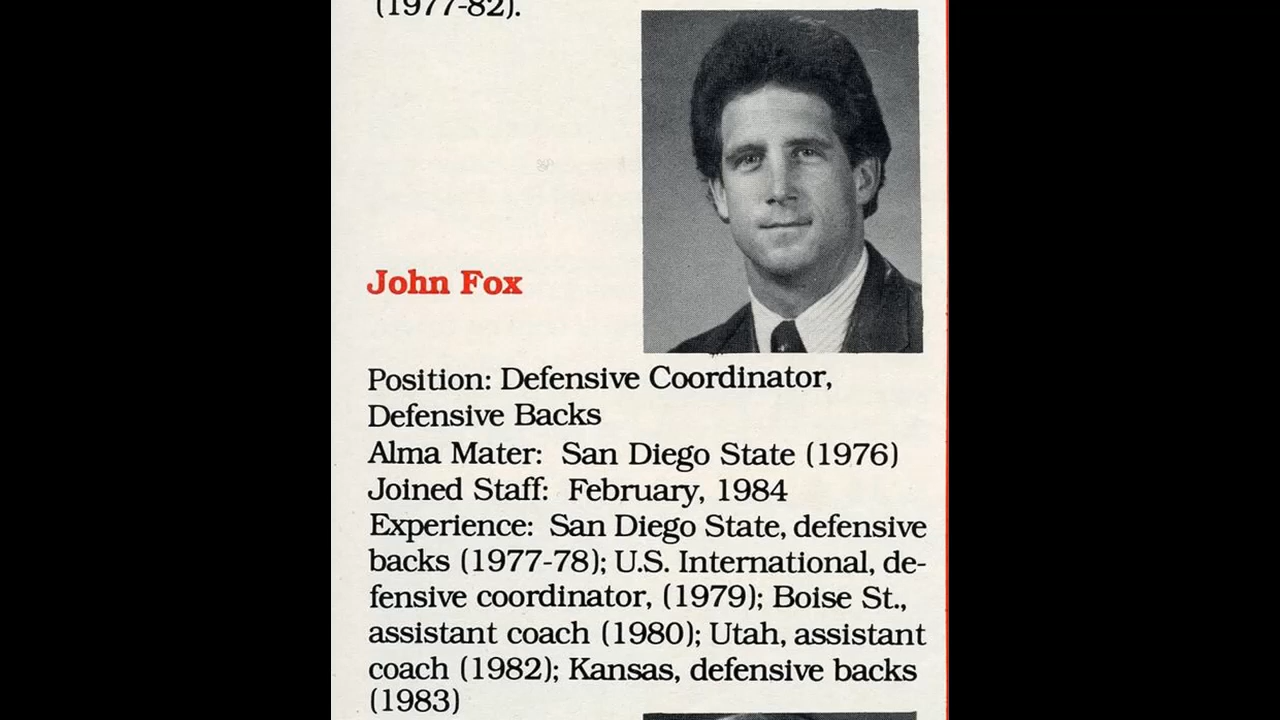 (1977-82).
John Fox
Position: Defensive Coordinator,
Defensive Backs
Alma Mater: San Diego State (1976)
Joined Staff: February, 1984
Experience: San Diego State, defensive
backs (1977-78); U.S. International, de-
fensive coordinator, (1979); Boise St.,
assistant coach (1980); Utah, assistant
coach (1982); Kansas, defensive backs
(1983)